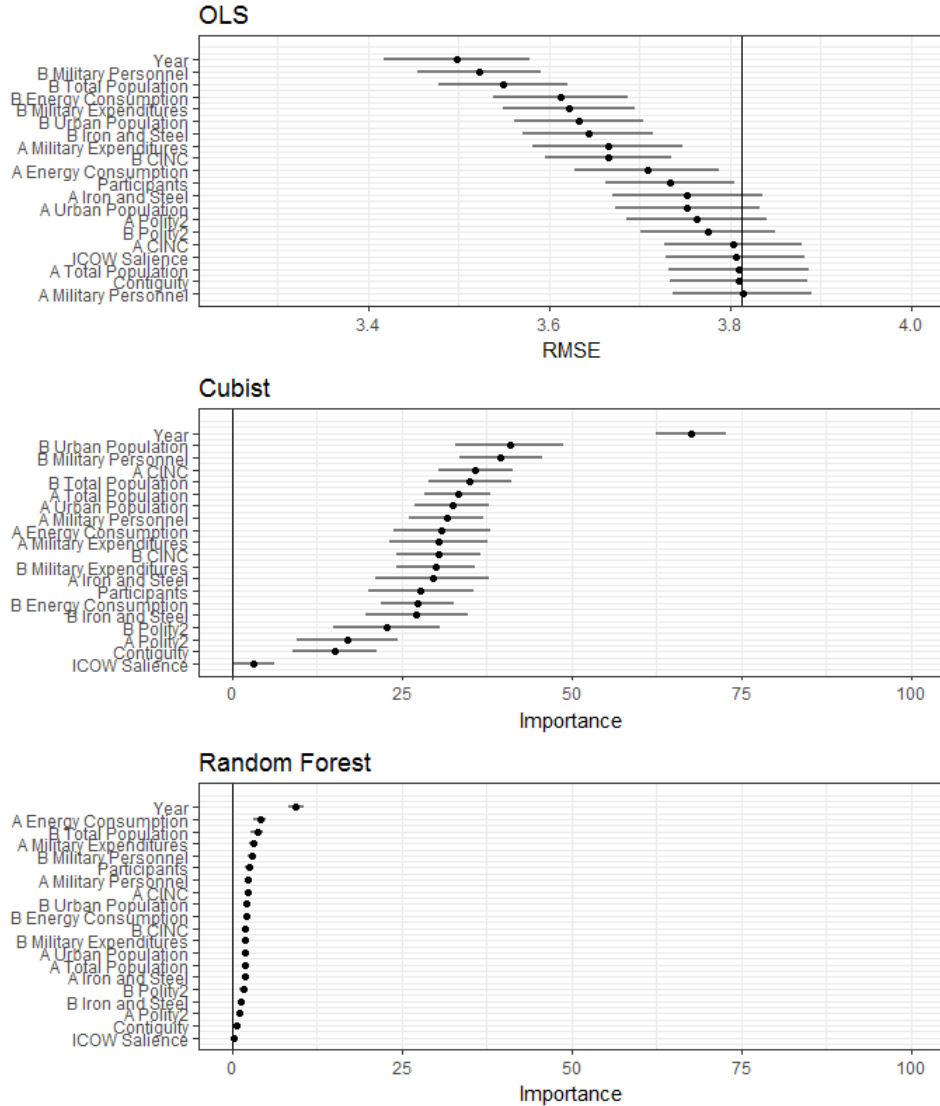 OLS
Year
B Military Personnel
B Total Population
B Energy Consumption
B Military Expenditures
B Urban Population
B Iron and Steel
A Military Expenditures
B CINC
A Energy Consumption
Participants
A Iron and Steel
A Urban Population
A Polity2
B Polity2
A CINC
ICOW Salience
A Total Population
Contiguity
A Military Personnel
3.4 3.6 3.8 4.0
RMSE
Cubist
Year
B Urban Population
B Military Personnel
A CINC
B Total Population
A Total Population
A Urban Population
A Military Personnel
A Energy Consumption
A Military Expenditures
B CINC
B Military Expenditures
A Iron and Steel
Participants
B Energy Consumption
B Iron and Steel
B Polity2
A Polity2
Contiguity
ICOW Salience
0 25 50 75 100
Importance
Random Forest
Year
A Energy Consumption
B Total Population
A Military Expenditures
B Military Personnel
Participants
A Military Personnel
A CINC
B Urban Population
B Energy Consumption
B CINC
B Military Expenditures
A Urban Population
A Total Population
A Iron and Steel
B Polity2
B Iron and Steel
A Polity2
Contiguity
ICOW Salience
0 25 50 75 100
Importance